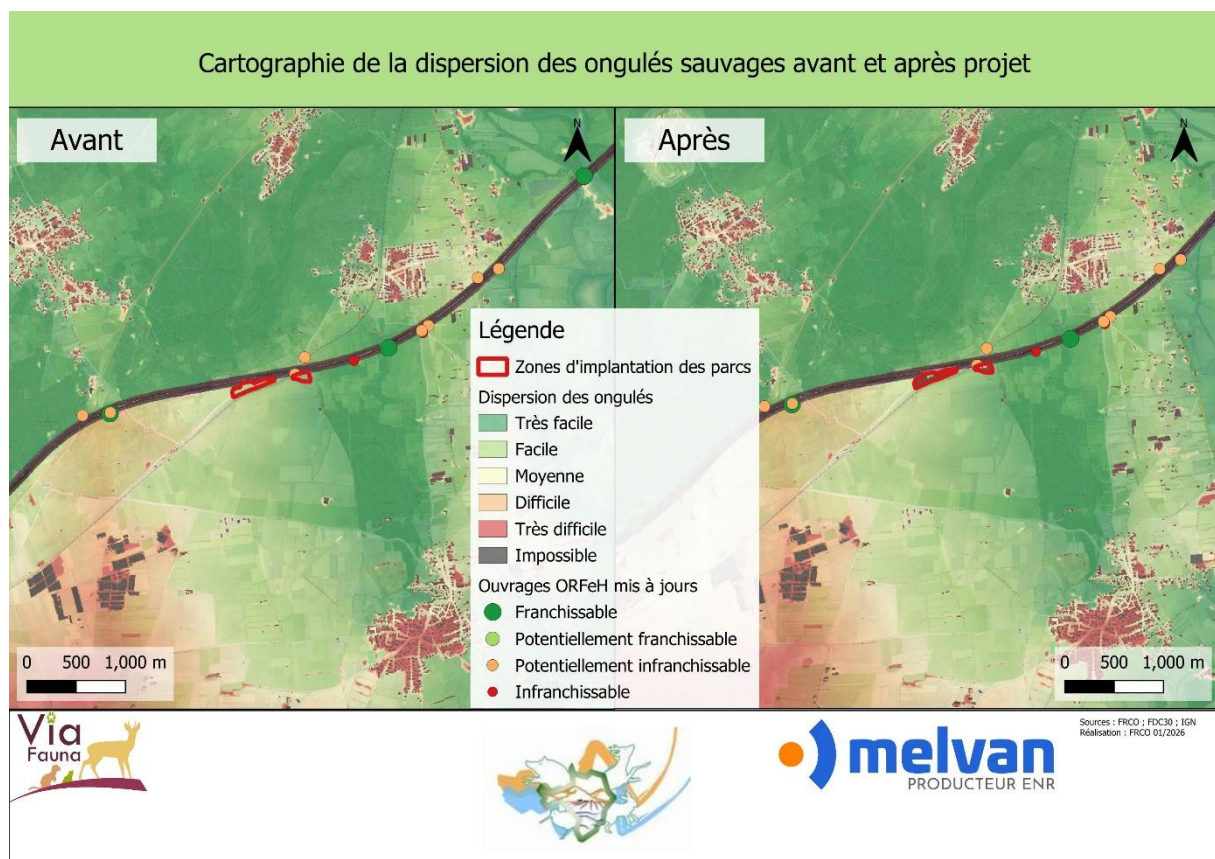 Cartographie de la dispersion des ongulés sauvages avant et après projet
Avant
N
Après
N
Légende
Zones d'implantation des parcs
Dispersion des ongulés
Très facile
Facile
Moyenne
Difficile
Très difficile
Impossible
Ouvrages ORFeH mis à jours
Franchissable
Potentiellement franchissable
Potentiellement infranchissable
Infranchissable
0 500 1,000 m
0 500 1,000 m
Via
Fauna
melvan
PRODUCTEUR ENR
Sources : FRCO ; FDC30 ; IGN
Réalisation : FRCO 01/2026